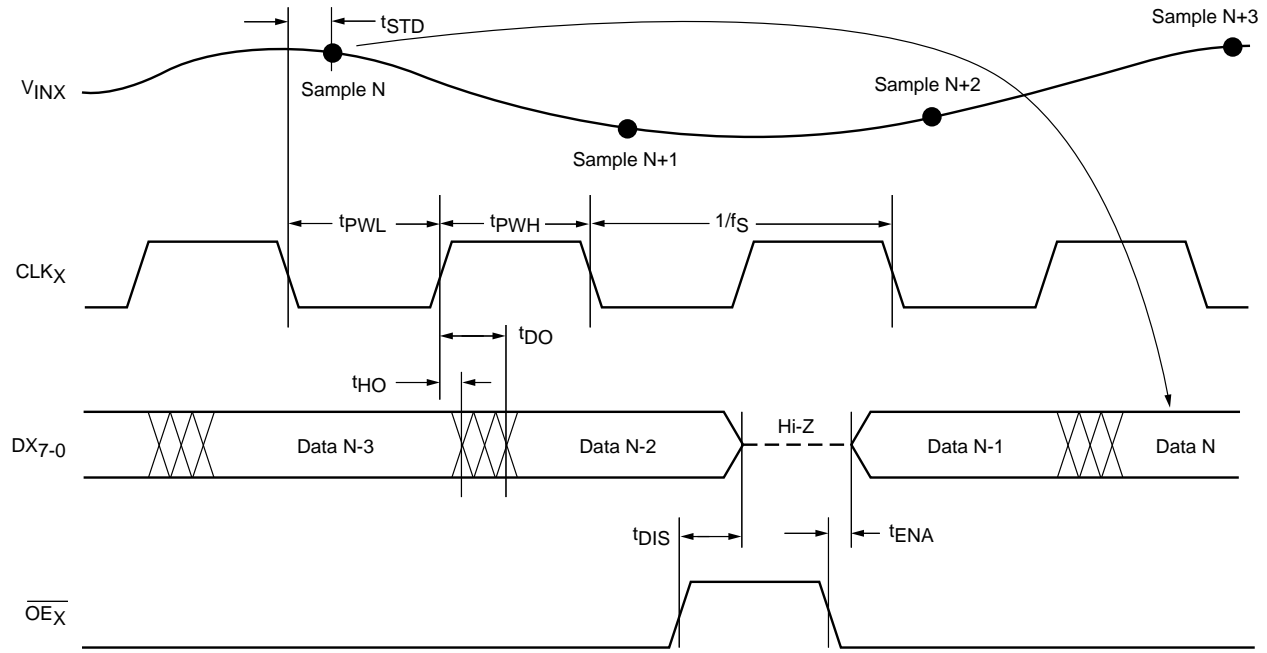 Sample N+3
tSTD
Sample N
Sample N+2
VINX
Sample N+1
tPWL
tPWH
1/fS
CLKX
tDO
tHO
DX7-0
Data N-3
Data N-2
Hi-Z
Data N-1
Data N
tDIS
tENA
OEX